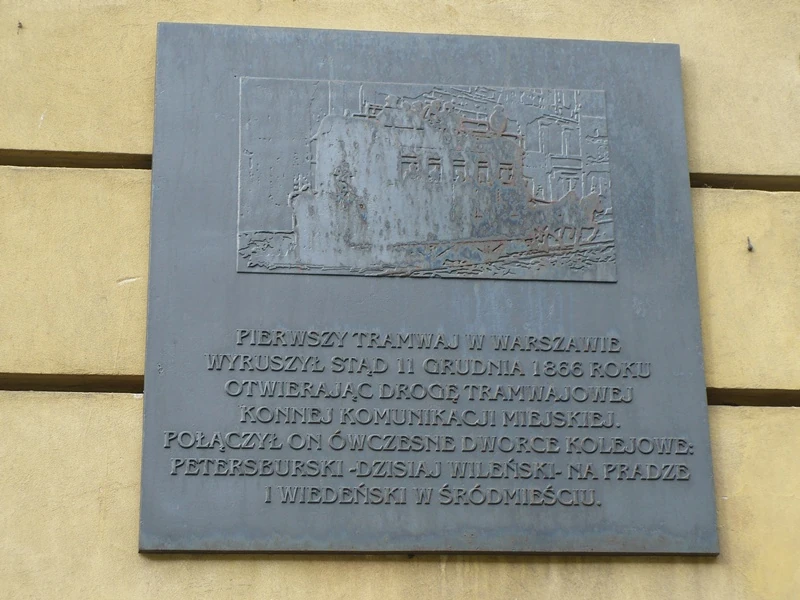 PIERWSZY TRAMWAJ W WARSZAWIE
WYRUSZYŁ STĄD 11 GRUDNIA 1866 ROKU
OTWIERAJĄC DROGĘ TRAMWAJOWEJ
KONNEJ KOMUNIKACJI MIEJSKIEJ.
POŁĄCZYŁ ON ÓWCZESNE DWORCE KOLEJOWE:
PETERSBURSKI -DZISIAJ WILEŃSKI- NA PRADZE
I WIEDEŃSKI W ŚRÓDMIEŚCIU.